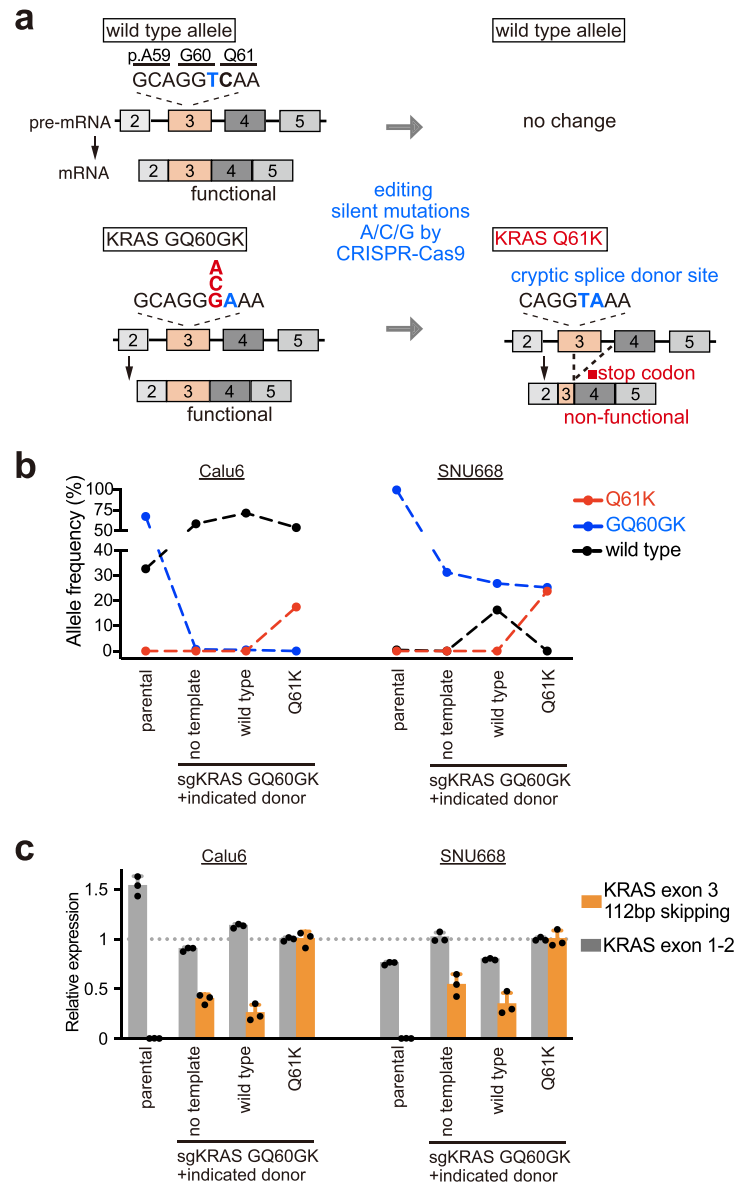 a
wild type allele
wild type allele
p.A59 G60 Q61
GCAGGTCAA
pre-mRNA 2 3 4 5
no change
mRNA 2 3 4 5
functional
editing
silent mutations
A/C/G by
CRISPR-Cas9
KRAS GQ60GK
KRAS Q61K
A
C
GCAGGGAAA
cryptic splice donor site
CAGGTAAA
2 3 4 5
2 3 4 5
stop codon
2 3 4 5
2 3 4 5
functional
non-functional
b
Calu6
SNU668
Allele frequency (%)
100
75
50
40
30
20
10
0
Q61K
GQ60GK
wild type
parental
no template
wild type
Q61K
parental
no template
wild type
Q61K
sgKRAS GQ60GK
+indicated donor
sgKRAS GQ60GK
+indicated donor
c
Calu6
SNU668
Relative expression
1.5
1
0.5
0
KRAS exon 3
112bp skipping
KRAS exon 1-2
parental
no template
wild type
Q61K
parental
no template
wild type
Q61K
sgKRAS GQ60GK
+indicated donor
sgKRAS GQ60GK
+indicated donor